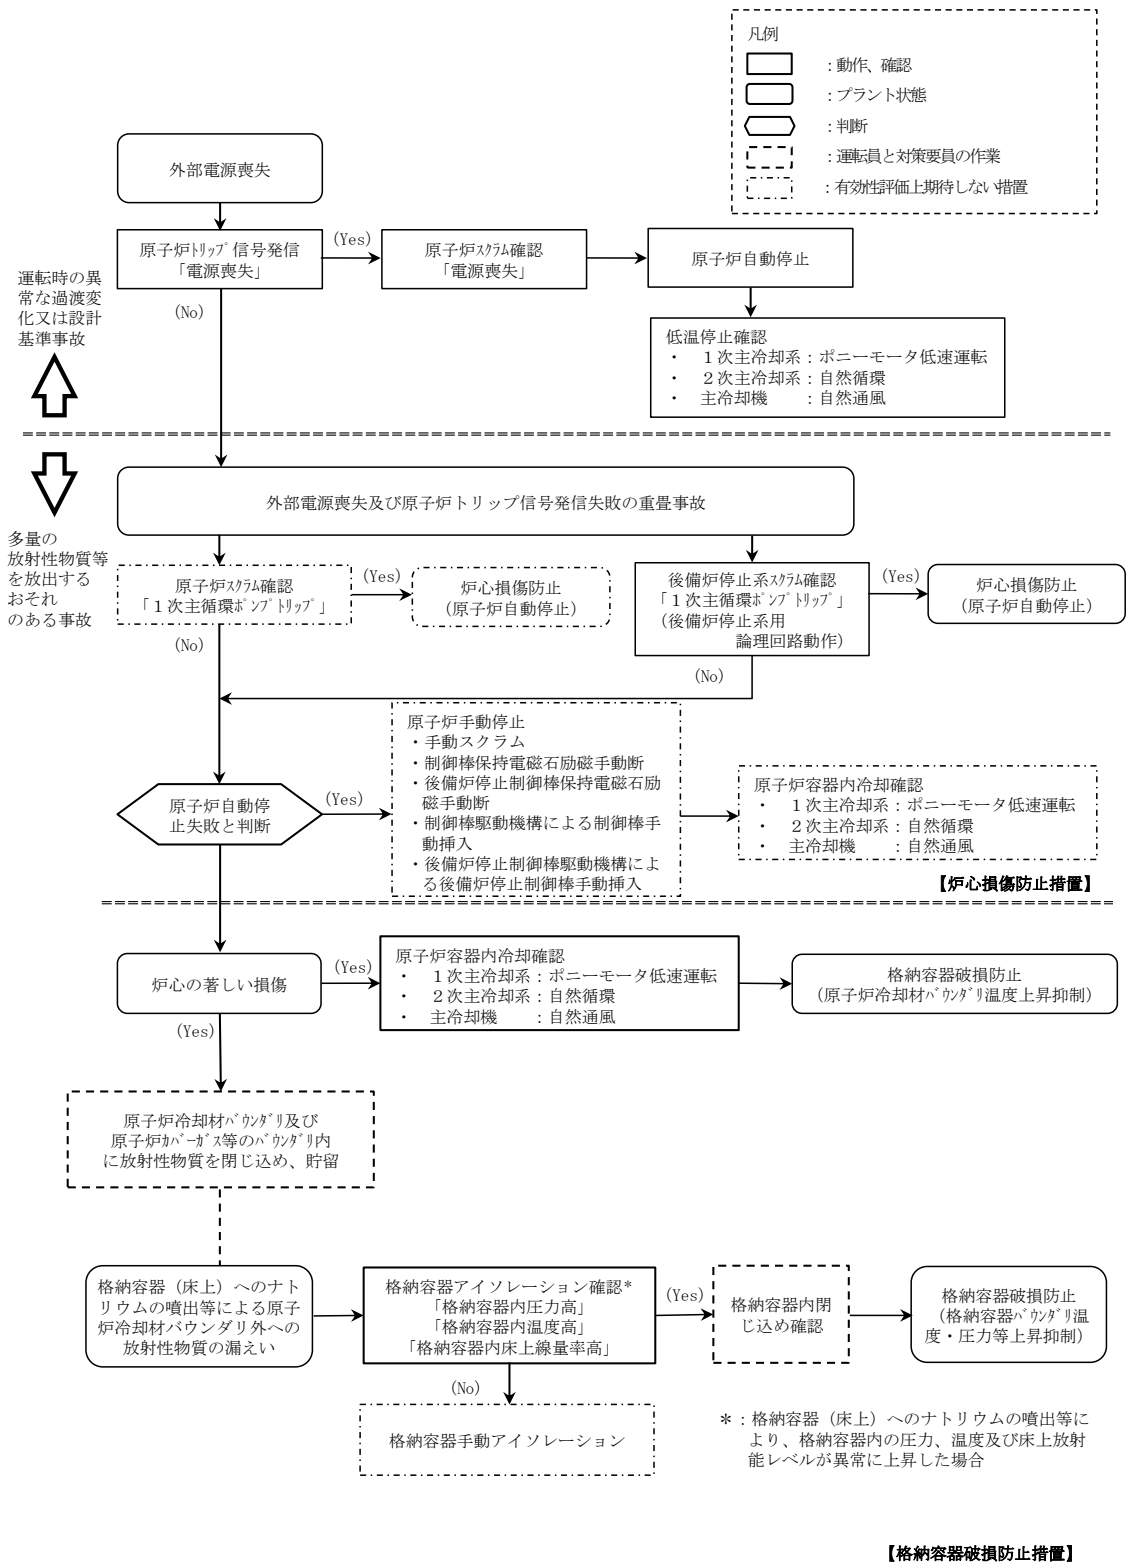 凡例
：動作、確認
：プラント状態
：判断
：運転員と対策要員の作業
：有効性評価上期待しない措置
外部電源喪失
原子炉ﾄﾘｯﾌﾟ信号発信
「電源喪失」
(Yes)
原子炉ｽｸﾗﾑ確認
「電源喪失」
原子炉自動停止
(No)
運転時の異
常な過渡変
化又は設計
基準事故
低温停止確認
・　１次主冷却系：ポニーモータ低速運転
・　２次主冷却系：自然循環
・　主冷却機　　：自然通風
外部電源喪失及び原子炉トリップ信号発信失敗の重畳事故
多量の
放射性物質等
を放出する
おそれ
のある事故
原子炉ｽｸﾗﾑ確認
「１次主循環ﾎﾟﾝﾌﾟﾄﾘｯﾌﾟ」
(Yes)
炉心損傷防止
（原子炉自動停止）
後備炉停止系ｽｸﾗﾑ確認
「１次主循環ﾎﾟﾝﾌﾟﾄﾘｯﾌﾟ」
（後備炉停止系用
論理回路動作）
(Yes)
炉心損傷防止
（原子炉自動停止）
(No)
(No)
原子炉手動停止
・手動スクラム
・制御棒保持電磁石励磁手動断
・後備炉停止制御棒保持電磁石励
磁手動断
・制御棒駆動機構による制御棒手
動挿入
・後備炉停止制御棒駆動機構によ
る後備炉停止制御棒手動挿入
原子炉自動停
止失敗と判断
(Yes)
原子炉容器内冷却確認
・　１次主冷却系：ポニーモータ低速運転
・　２次主冷却系：自然循環
・　主冷却機　　：自然通風
【炉心損傷防止措置】
炉心の著しい損傷
(Yes)
原子炉容器内冷却確認
・　１次主冷却系：ポニーモータ低速運転
・　２次主冷却系：自然循環
・　主冷却機　　：自然通風
格納容器破損防止
（原子炉冷却材ﾊﾞｳﾝﾀﾞﾘ温度上昇抑制）
(Yes)
原子炉冷却材ﾊﾞｳﾝﾀﾞﾘ及び
原子炉ｶﾊﾞｰｶﾞｽ等のﾊﾞｳﾝﾀﾞﾘ内
に放射性物質を閉じ込め、貯留
格納容器（床上）へのナト
リウムの噴出等による原子
炉冷却材バウンダリ外への
放射性物質の漏えい
格納容器アイソレーション確認*
「格納容器内圧力高」
「格納容器内温度高」
「格納容器内床上線量率高」
(Yes)
格納容器内閉
じ込め確認
格納容器破損防止
（格納容器ﾊﾞｳﾝﾀﾞﾘ温
度・圧力等上昇抑制）
(No)
格納容器手動アイソレーション
＊：格納容器（床上）へのナトリウムの噴出等に
より、格納容器内の圧力、温度及び床上放射
能レベルが異常に上昇した場合
【格納容器破損防止措置】